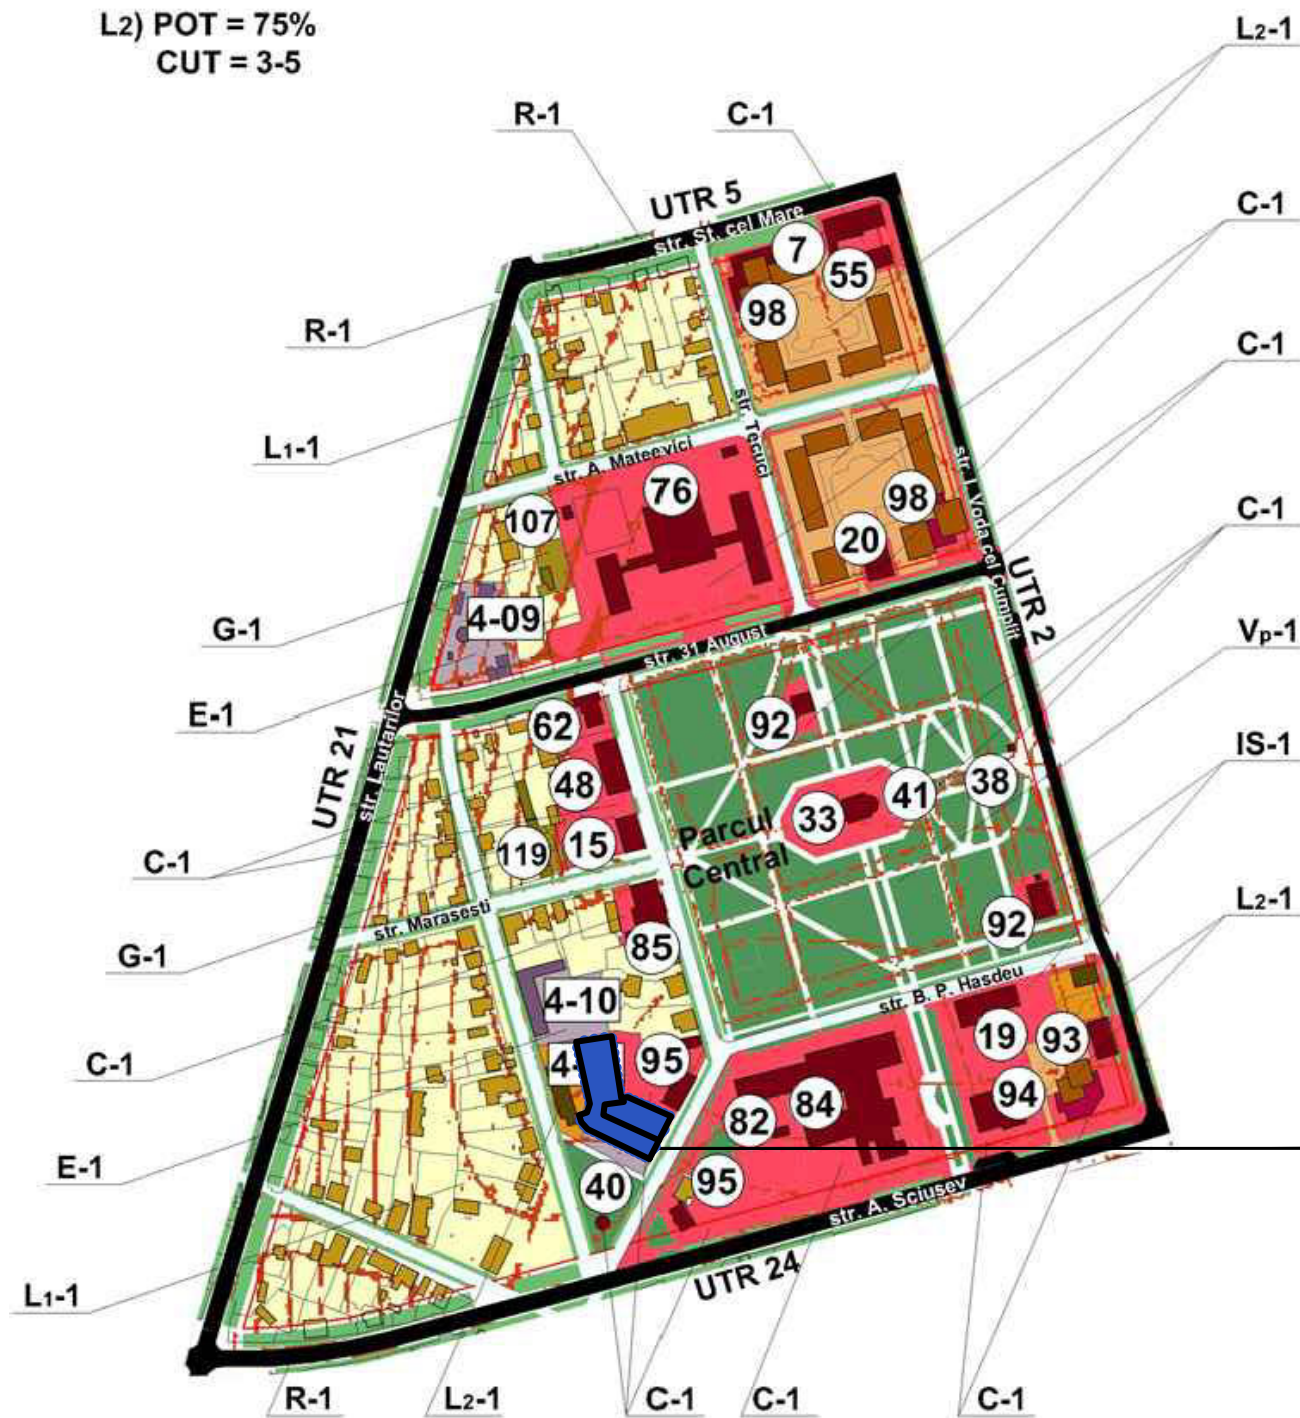 L2) POT = 75%
CUT = 3-5
L2-1
R-1
C-1
UTR 5
str. St. cel Mare
C-1
7
55
98
R-1
C-1
str. Tecuci
L1-1
str. A. Mateevici
76
107
98
20
str. I. Voda cel Cumplit
C-1
UTR 2
4-09
G-1
str. 31 August
Vp-1
E-1
62
92
UTR 21
str. Lautarilor
IS-1
48
41
38
33
Parcul
Central
119
15
C-1
str. Marasesti
92
L2-1
G-1
85
4-10
str. B. P. Hasdeu
19
93
95
C-1
94
82
84
E-1
40
95
str. A. Sciusev
UTR 24
L1-1
R-1
L2-1
C-1
C-1
C-1